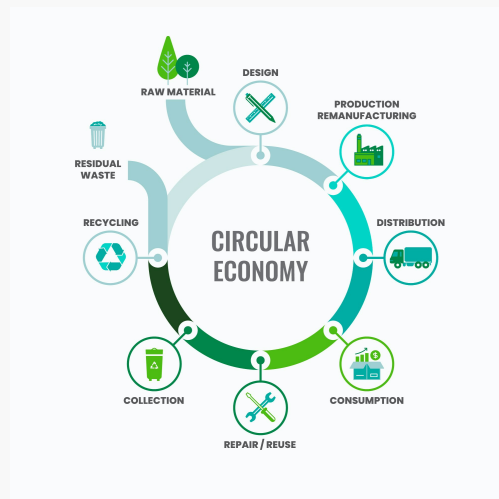 RAW MATERIAL
DESIGN
PRODUCTION
REMANUFACTURING
RESIDUAL
WASTE
RECYCLING
DISTRIBUTION
CIRCULAR
ECONOMY
COLLECTION
CONSUMPTION
REPAIR / REUSE
$